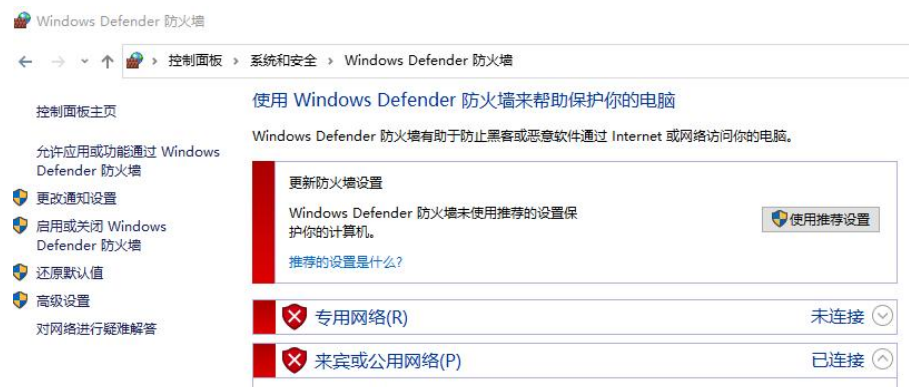 Windows Defender 防火墙
控制面板 › 系统和安全 › Windows Defender 防火墙
控制面板主页
允许应用或功能通过 Windows
Defender 防火墙
更改通知设置
启用或关闭 Windows
Defender 防火墙
还原默认值
高级设置
对网络进行疑难解答
使用 Windows Defender 防火墙来帮助保护你的电脑
Windows Defender 防火墙有助于防止黑客或恶意软件通过 Internet 或网络访问你的电脑。
更新防火墙设置
Windows Defender 防火墙未使用推荐的设置保
护你的计算机。
推荐的设置是什么?
使用推荐设置
专用网络(R) 未连接
来宾或公用网络(P) 已连接